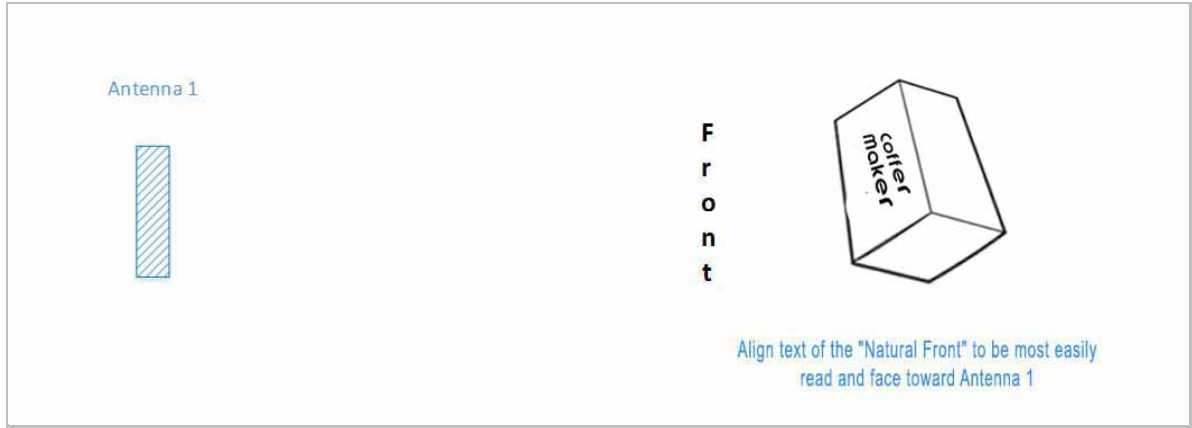 Antenna 1
F
r
o
n
t
coffer
maker
Align text of the "Natural Front" to be most easily
read and face toward Antenna 1